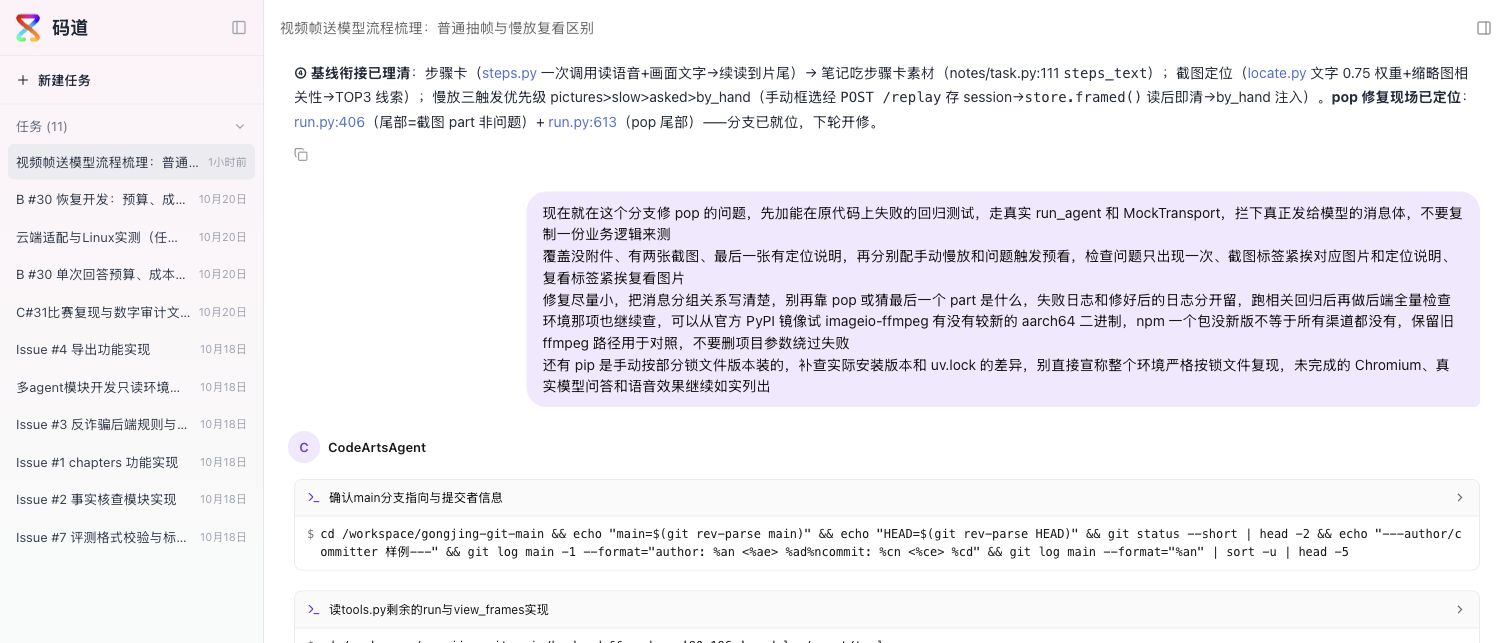 码道
视频帧送模型流程梳理：普通抽帧与慢放复看区别
新建任务
任务 (11)
视频帧送模型流程梳理：普通... 1小时前
B #30 恢复开发：预算、成... 10月20日
云端适配与Linux实测（任... 10月20日
B #30 单次回答预算、成本... 10月20日
C#31比赛复现与数字审计文... 10月20日
Issue #4 导出功能实现 10月18日
多agent模块开发只读环境... 10月18日
Issue #3 反诈骗后端规则与... 10月18日
Issue #1 chapters 功能实现 10月18日
Issue #2 事实核查模块实现 10月18日
Issue #7 评测格式校验与标... 10月18日
④ 基线衔接已理清：步骤卡（steps.py 一次调用读语音+画面文字→续读到片尾）→ 笔记吃步骤卡素材（notes/task.py:111 steps_text）；截图定位（locate.py 文字 0.75 权重+缩略图相
关性→TOP3 线索）；慢放三触发优先级 pictures>slow>asked>by_hand（手动框选经 POST /replay 存 session→store.framed() 读后即清→by_hand 注入）。pop 修复现场已定位：
run.py:406（尾部=截图 part 非问题）+ run.py:613（pop 尾部）——分支已就位，下轮开修。
现在就在这个分支修 pop 的问题，先加能在原代码上失败的回归测试，走真实 run_agent 和 MockTransport，拦下真正发给模型的消息体，不要复
制一份业务逻辑来测
覆盖没附件、有两张截图、最后一张有定位说明，再分别配手动慢放和问题触发预看，检查问题只出现一次、截图标签紧挨对应图片和定位说明、
复看标签紧挨复看图片
修复尽量小，把消息分组关系写清楚，别再靠 pop 或猜最后一个 part 是什么，失败日志和修好后的日志分开留，跑相关回归后再做后端全量检查
环境那项也继续查，可以从官方 PyPI 镜像试 imageio-ffmpeg 有没有较新的 aarch64 二进制，npm 一个包没新版不等于所有渠道都没有，保留旧
ffmpeg 路径用于对照，不要删项目参数绕过失败
还有 pip 是手动按部分锁文件版本装的，补查实际安装版本和 uv.lock 的差异，别直接宣称整个环境严格按锁文件复现，未完成的 Chromium、真
实模型问答和语音效果继续如实列出
C CodeArtsAgent
确认main分支指向与提交者信息
$ cd /workspace/gongjing-git-main && echo "main=$(git rev-parse main)" && echo "HEAD=$(git rev-parse HEAD)" && git status --short | head -2 && echo "---author/c
ommitter 样例---" && git log main -1 --format="author: %an <%ae> %ad%ncommit: %cn <%ce> %cd" && git log main --format="%an" | sort -u | head -5
读tools.py剩余的run与view_frames实现